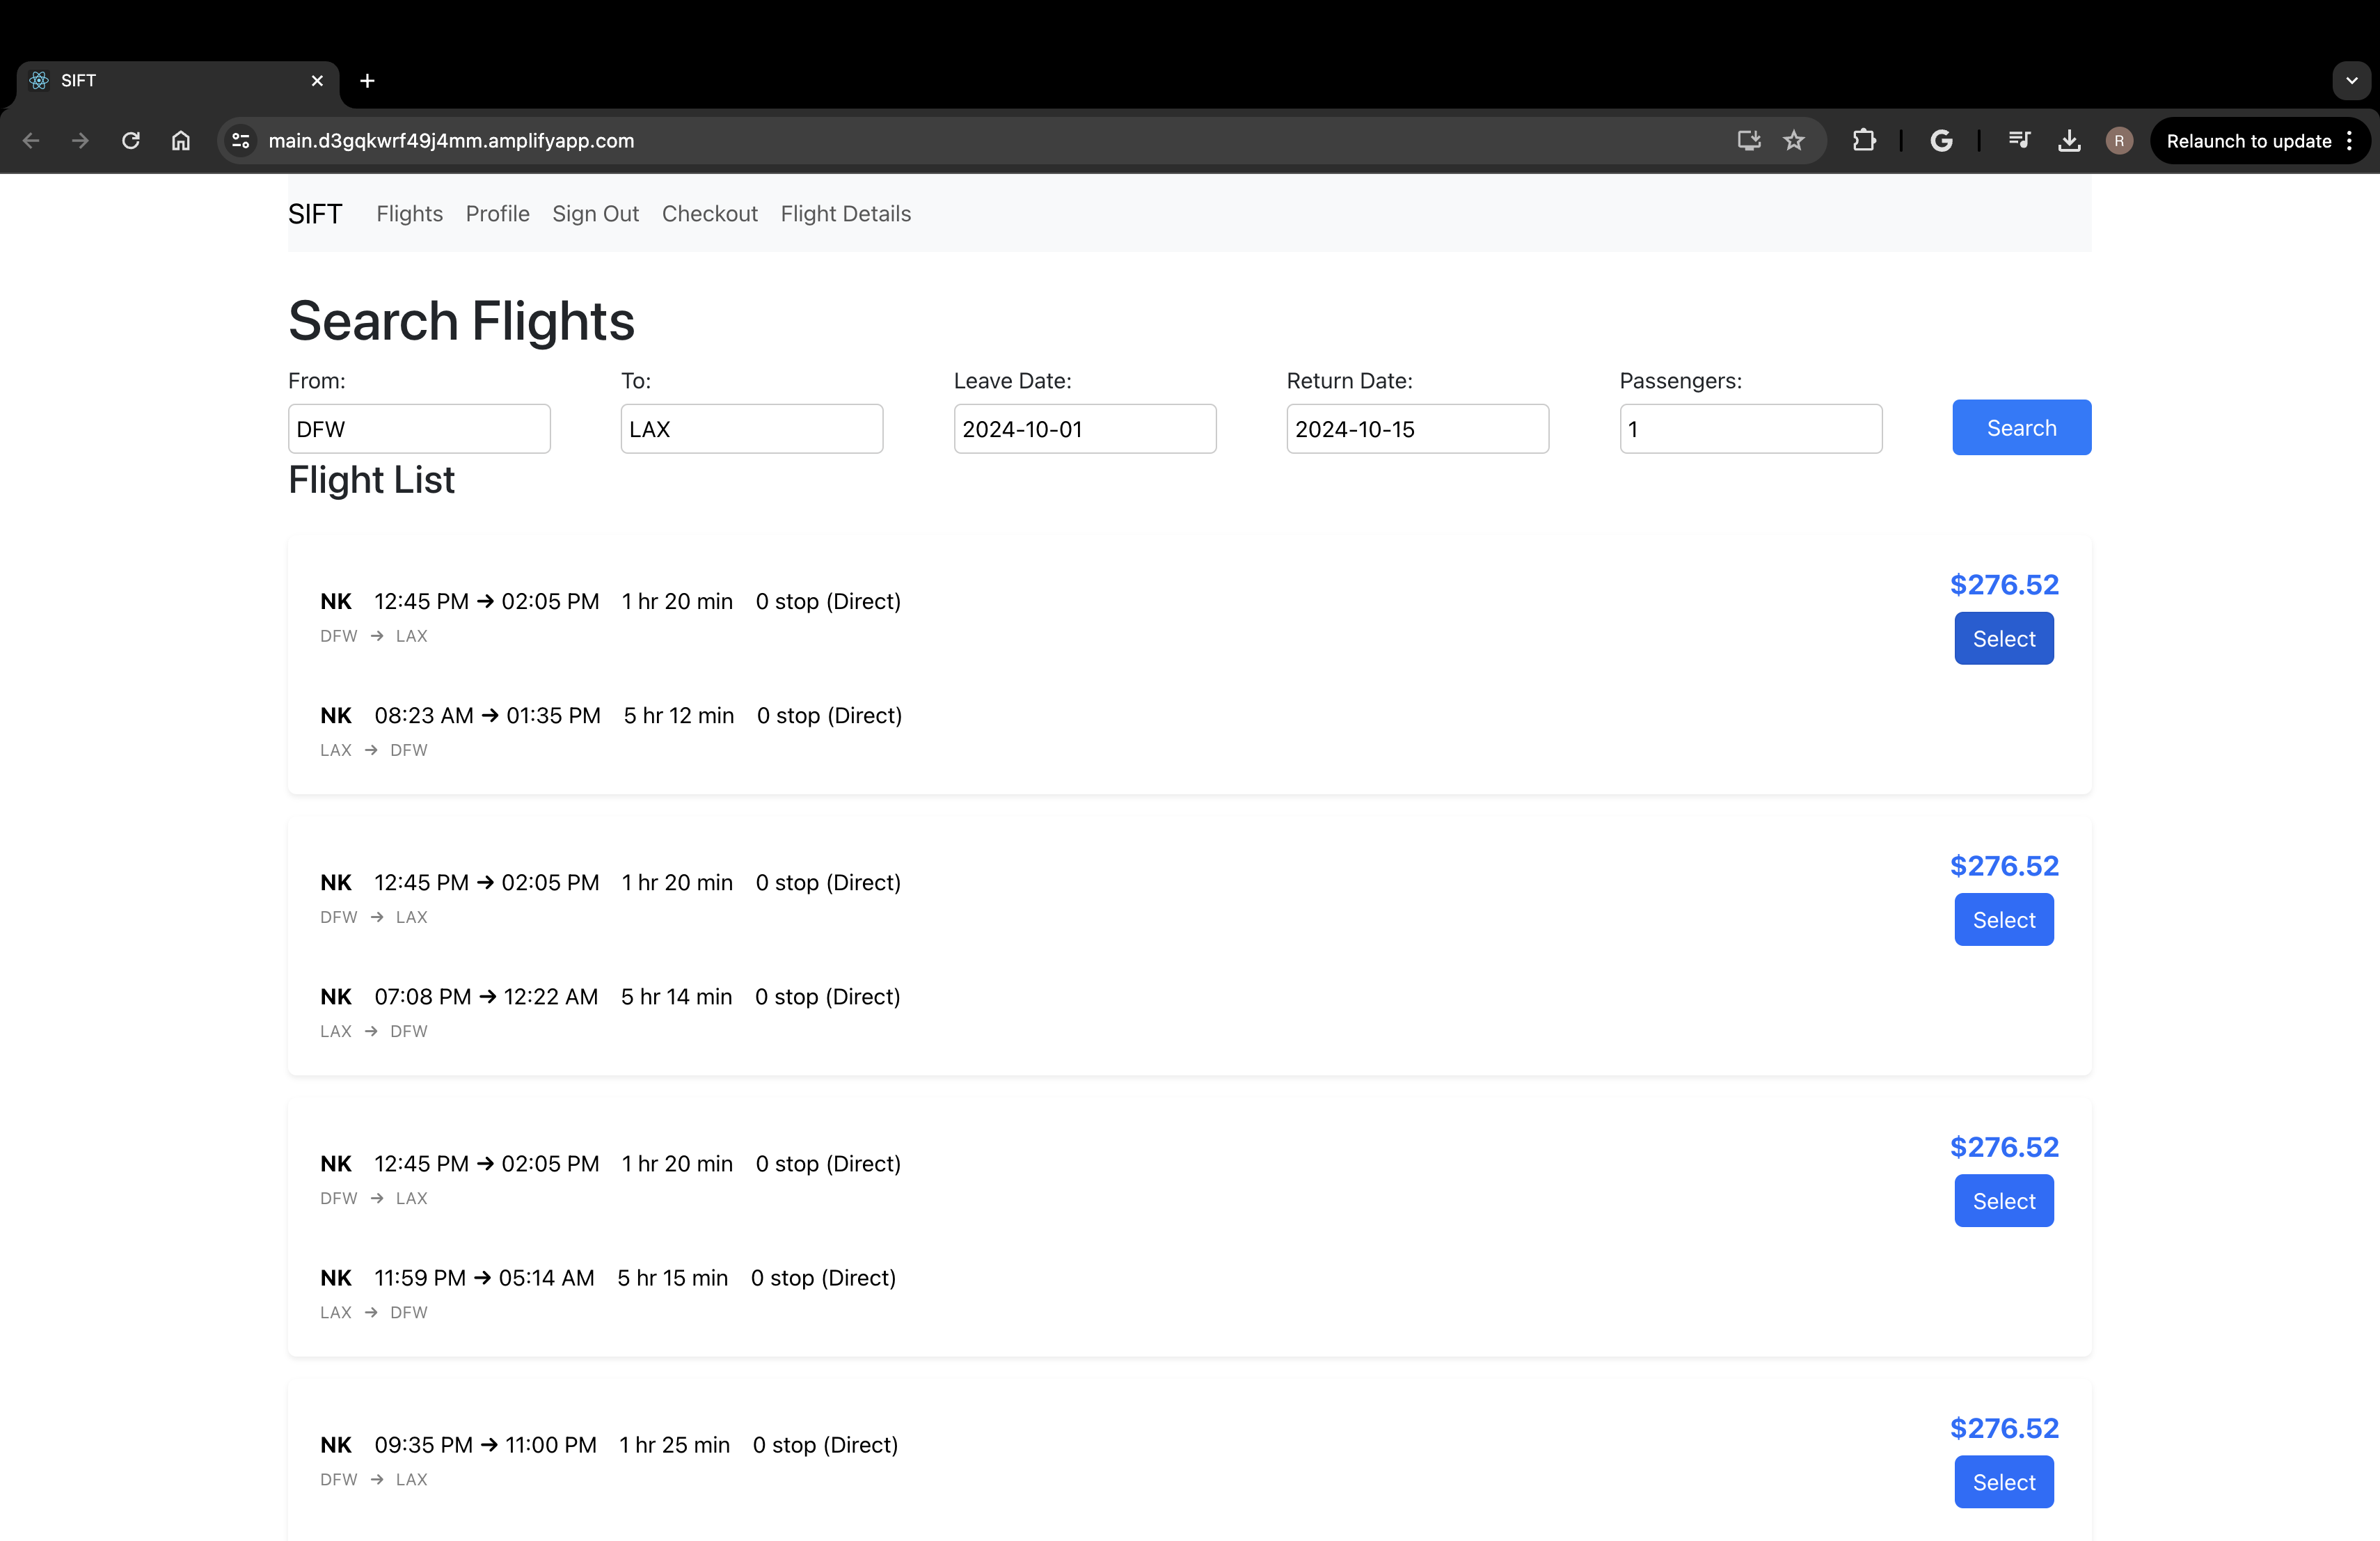 SIFT
main.d3gqkwrf49j4mm.amplifyapp.com
R
Relaunch to update
SIFT Flights Profile Sign Out Checkout Flight Details
Search Flights
From: To: Leave Date: Return Date: Passengers:
DFW LAX 2024-10-01 2024-10-15 1 Search
Flight List
$276.52
NK 12:45 PM → 02:05 PM 1 hr 20 min 0 stop (Direct)
DFW → LAX
Select
NK 08:23 AM → 01:35 PM 5 hr 12 min 0 stop (Direct)
LAX → DFW
$276.52
NK 12:45 PM → 02:05 PM 1 hr 20 min 0 stop (Direct)
DFW → LAX
Select
NK 07:08 PM → 12:22 AM 5 hr 14 min 0 stop (Direct)
LAX → DFW
$276.52
NK 12:45 PM → 02:05 PM 1 hr 20 min 0 stop (Direct)
DFW → LAX
Select
NK 11:59 PM → 05:14 AM 5 hr 15 min 0 stop (Direct)
LAX → DFW
$276.52
NK 09:35 PM → 11:00 PM 1 hr 25 min 0 stop (Direct)
DFW → LAX
Select